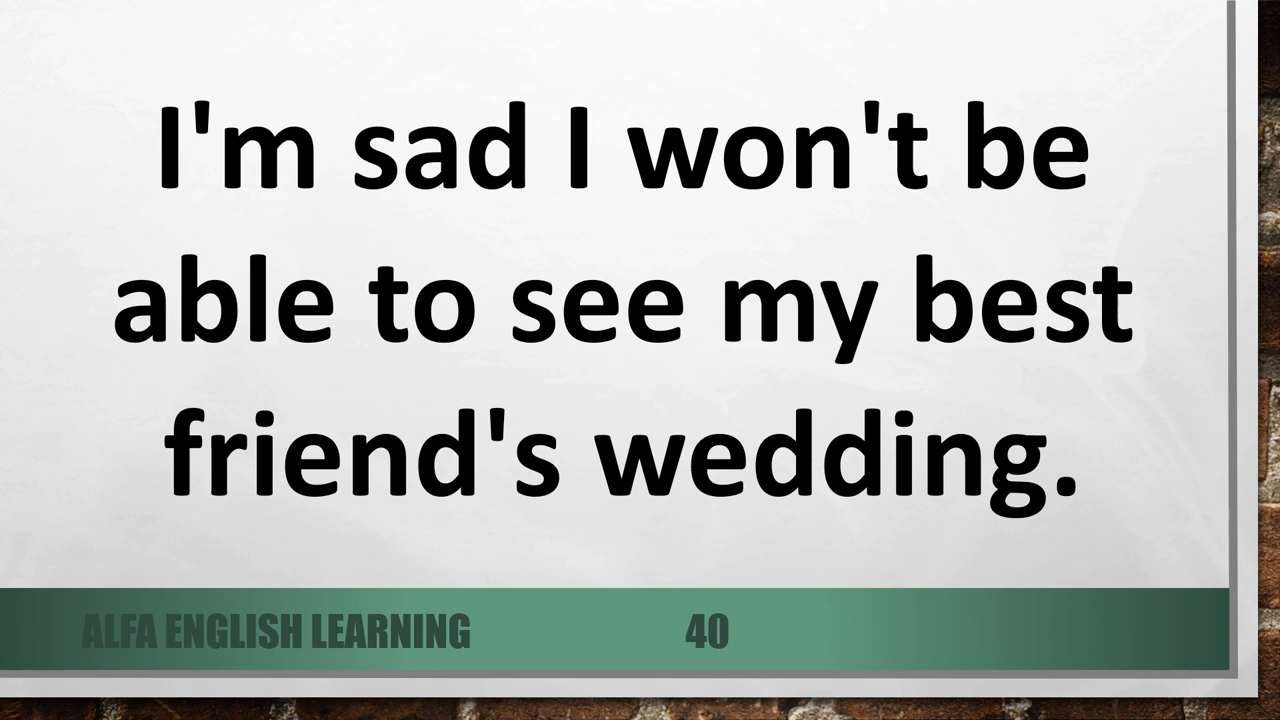 I'm sad I won't be
able to see my best
friend's wedding.
ALFA ENGLISH LEARNING 40